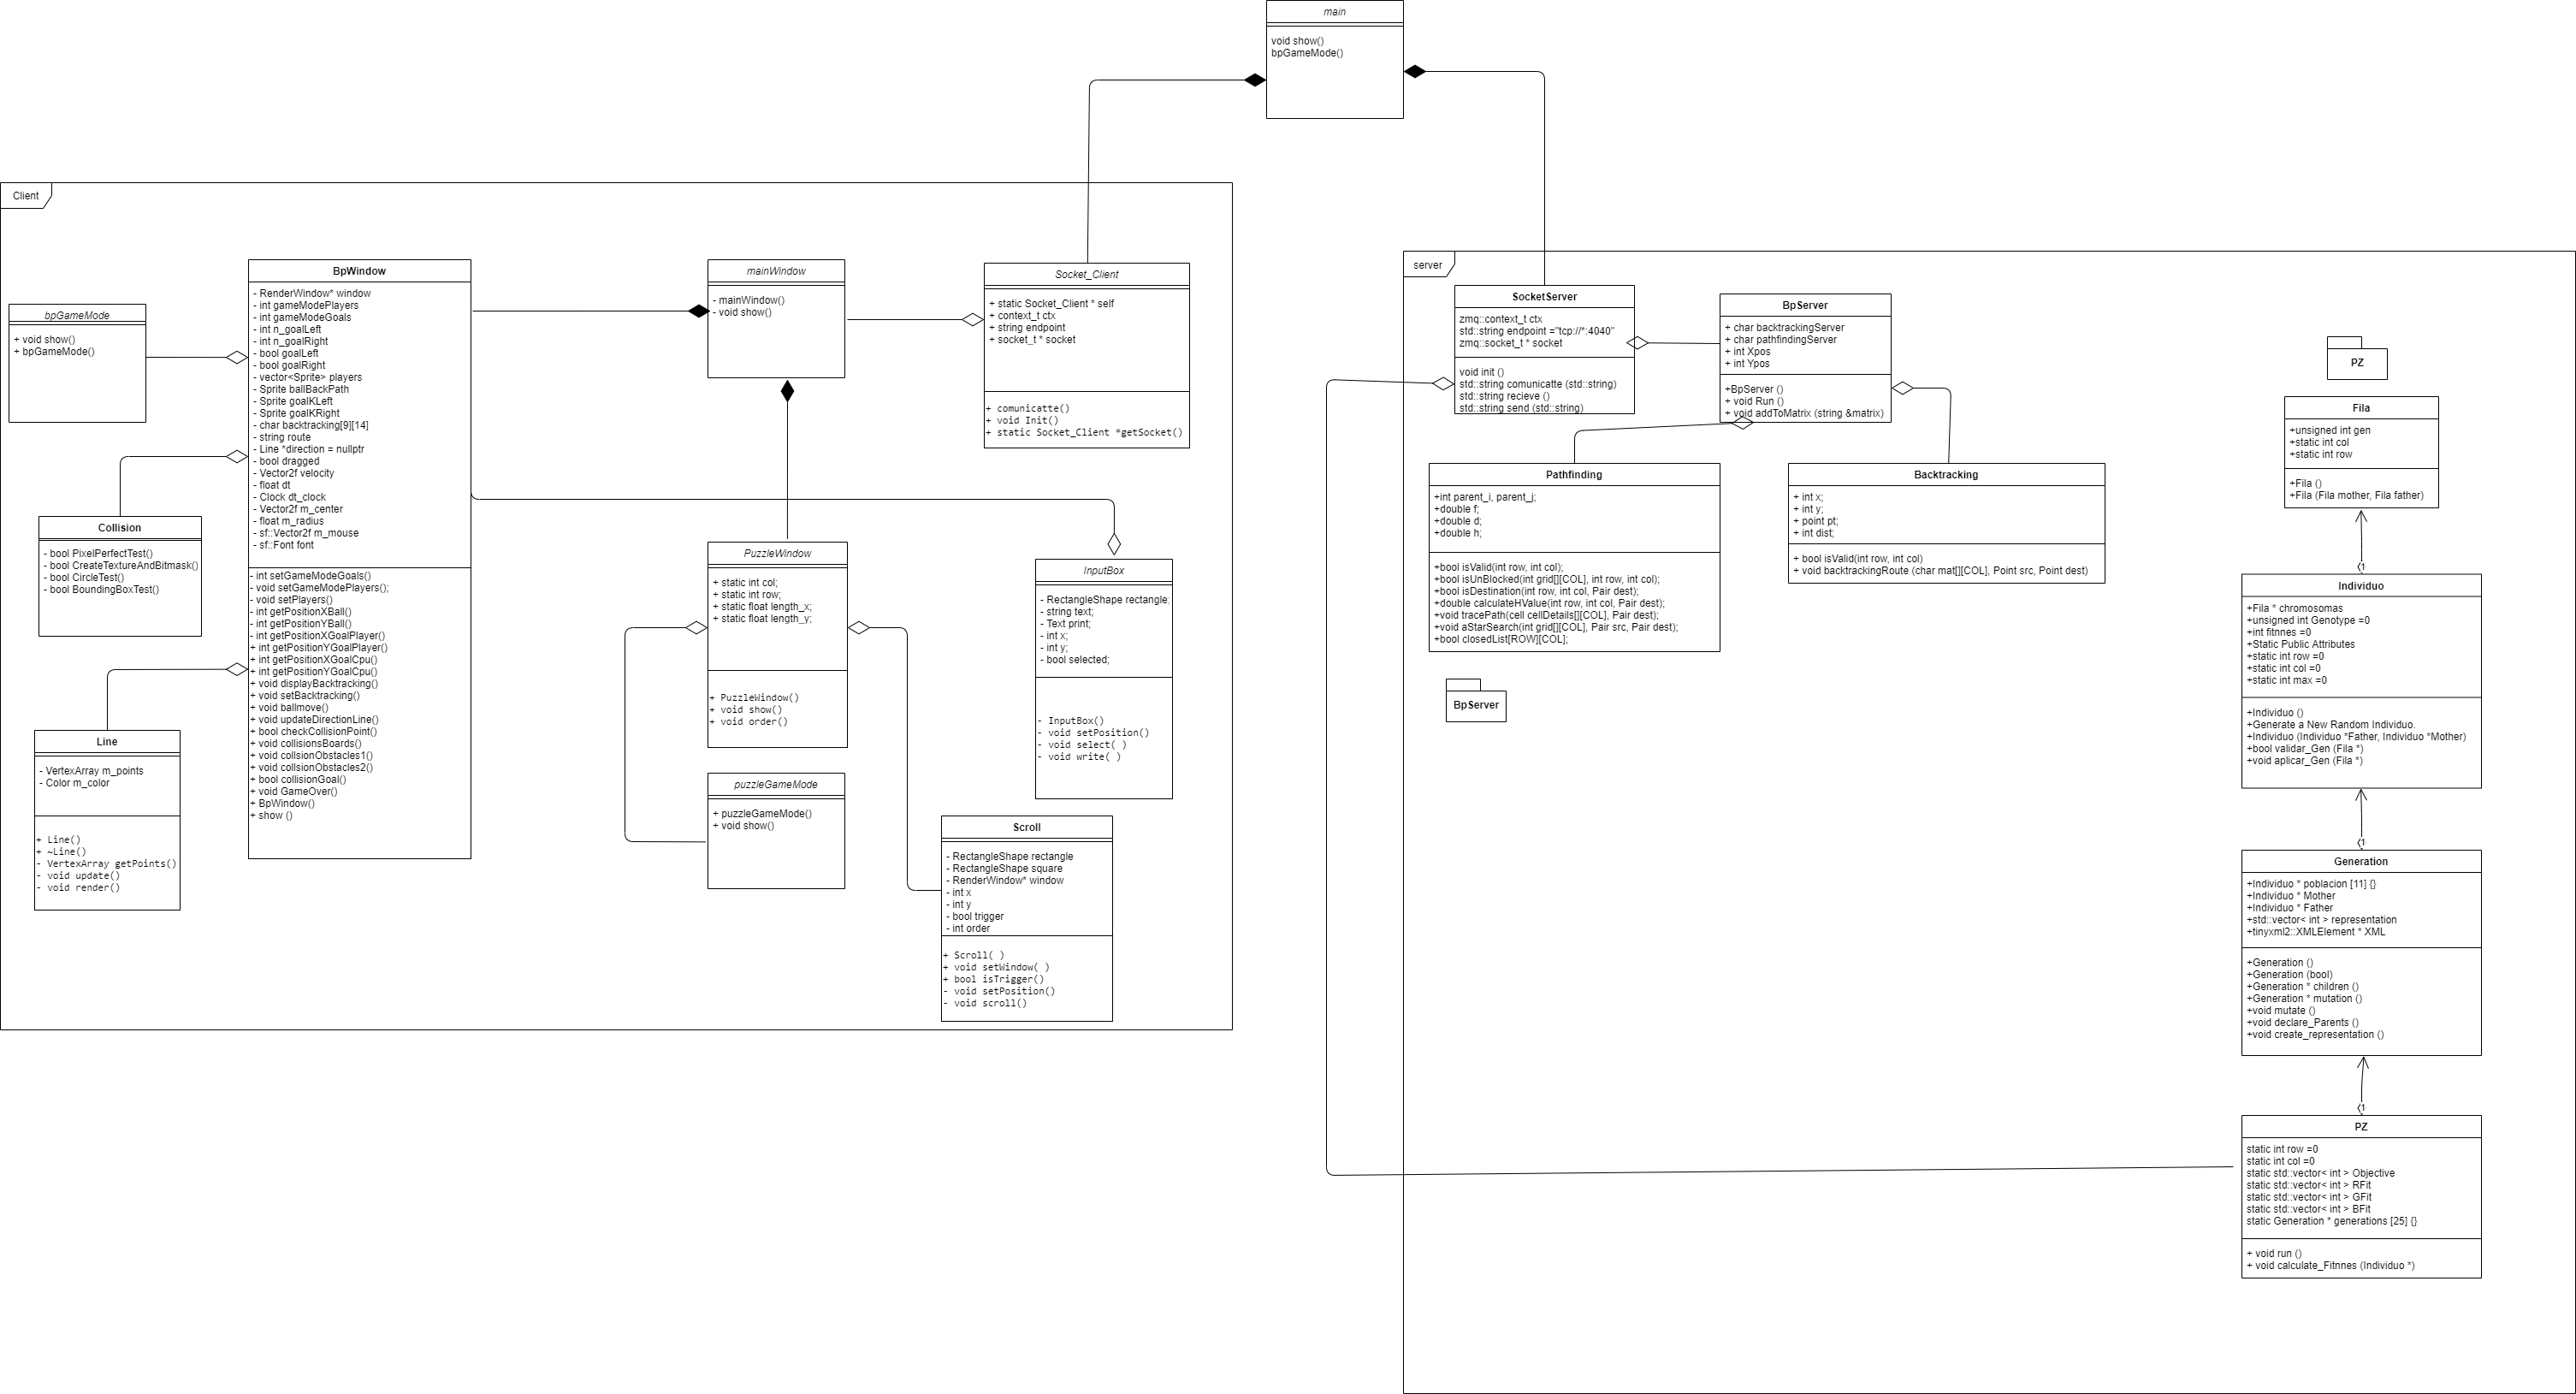 main
void show()
bpGameMode()
Client
bpGameMode
+ void show()
+ bpGameMode()
Collision
- bool PixelPerfectTest()
- bool CreateTextureAndBitmask()
- bool CircleTest()
- bool BoundingBoxTest()
Line
- VertexArray m_points
- Color m_color
+ Line()
+ ~Line()
- VertexArray getPoints()
- void update()
- void render()
BpWindow
- RenderWindow* window
- int gameModePlayers
- int gameModeGoals
- int n_goalLeft
- int n_goalRight
- bool goalLeft
- bool goalRight
- vector<Sprite> players
- Sprite ballBackPath
- Sprite goalKLeft
- Sprite goalKRight
- char backtracking[9][14]
- string route
- Line *direction = nullptr
- bool dragged
- Vector2f velocity
- float dt
- Clock dt_clock
- Vector2f m_center
- float m_radius
- sf::Vector2f m_mouse
- sf::Font font
- int setGameModeGoals()
- void setGameModePlayers();
- void setPlayers()
- int getPositionXBall()
- int getPositionYBall()
- int getPositionXGoalPlayer()
+ int getPositionYGoalPlayer()
+ int getPositionXGoalCpu()
+ int getPositionYGoalCpu()
+ void displayBacktracking()
+ void setBacktracking()
+ void ballmove()
+ void updateDirectionLine()
+ bool checkCollisionPoint()
+ void collisionsBoards()
+ void collsionObstacles1()
+ void collsionObstacles2()
+ bool collisionGoal()
+ void GameOver()
+ BpWindow()
+ show ()
mainWindow
- mainWindow()
- void show()
PuzzleWindow
+ static int col;
+ static int row;
+ static float length_x;
+ static float length_y;
+ PuzzleWindow()
+ void show()
+ void order()
puzzleGameMode
+ puzzleGameMode()
+ void show()
Socket_Client
+ static Socket_Client * self
+ context_t ctx
+ string endpoint
+ socket_t * socket
+ comunicatte()
+ void Init()
+ static Socket_Client *getSocket()
InputBox
- RectangleShape rectangle;
- string text;
- Text print;
- int x;
- int y;
- bool selected;
- InputBox()
- void setPosition()
- void select( )
- void write( )
Scroll
- RectangleShape rectangle
- RectangleShape square
- RenderWindow* window
- int x
- int y
- bool trigger
- int order
+ Scroll( )
+ void setWindow( )
+ bool isTrigger()
- void setPosition()
- void scroll()
server
SocketServer
zmq::context_t ctx
std::string endpoint ="tcp://*:4040"
zmq::socket_t * socket
void init ()
std::string comunicatte (std::string)
std::string recieve ()
std::string send (std::string)
BpServer
+ char backtrackingServer
+ char pathfindingServer
+ int Xpos
+ int Ypos
+BpServer ()
+ void Run ()
+ void addToMatrix (string &matrix)
Pathfinding
+int parent_i, parent_j;
+double f;
+double d;
+double h;
+bool isValid(int row, int col);
+bool isUnBlocked(int grid[][COL], int row, int col);
+bool isDestination(int row, int col, Pair dest);
+double calculateHValue(int row, int col, Pair dest);
+void tracePath(cell cellDetails[][COL], Pair dest);
+void aStarSearch(int grid[][COL], Pair src, Pair dest);
+bool closedList[ROW][COL];
BpServer
Backtracking
+ int x;
+ int y;
+ point pt;
+ int dist;
+ bool isValid(int row, int col)
+ void backtrackingRoute (char mat[][COL], Point src, Point dest)
PZ
Fila
+unsigned int gen
+static int col
+static int row
+Fila ()
+Fila (Fila mother, Fila father)
1
Individuo
+Fila * chromosomas
+unsigned int Genotype =0
+int fitnnes =0
+Static Public Attributes
+static int row =0
+static int col =0
+static int max =0
+Individuo ()
+Generate a New Random Individuo.
+Individuo (Individuo *Father, Individuo *Mother)
+bool validar_Gen (Fila *)
+void aplicar_Gen (Fila *)
1
Generation
+Individuo * poblacion [11] {}
+Individuo * Mother
+Individuo * Father
+std::vector< int > representation
+tinyxml2::XMLElement * XML
+Generation ()
+Generation (bool)
+Generation * children ()
+Generation * mutation ()
+void mutate ()
+void declare_Parents ()
+void create_representation ()
1
PZ
static int row =0
static int col =0
static std::vector< int > Objective
static std::vector< int > RFit
static std::vector< int > GFit
static std::vector< int > BFit
static Generation * generations [25] {}
+ void run ()
+ void calculate_Fitnnes (Individuo *)